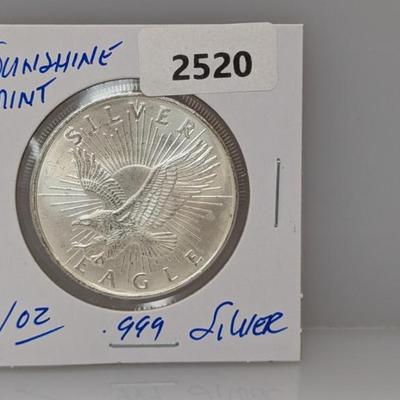 SUNSHINE
MINT
2520
SILVER
EAGLE
1/OZ
.999 SILVER